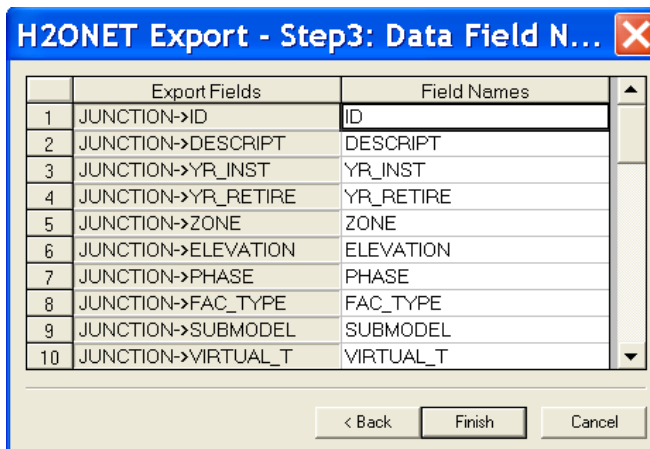 H2ONET Export - Step3: Data Field N...
Export Fields Field Names
1 JUNCTION->ID ID
2 JUNCTION->DESCRIPT DESCRIPT
3 JUNCTION->YR_INST YR_INST
4 JUNCTION->YR_RETIRE YR_RETIRE
5 JUNCTION->ZONE ZONE
6 JUNCTION->ELEVATION ELEVATION
7 JUNCTION->PHASE PHASE
8 JUNCTION->FAC_TYPE FAC_TYPE
9 JUNCTION->SUBMODEL SUBMODEL
10 JUNCTION->VIRTUAL_T VIRTUAL_T
< Back Finish Cancel